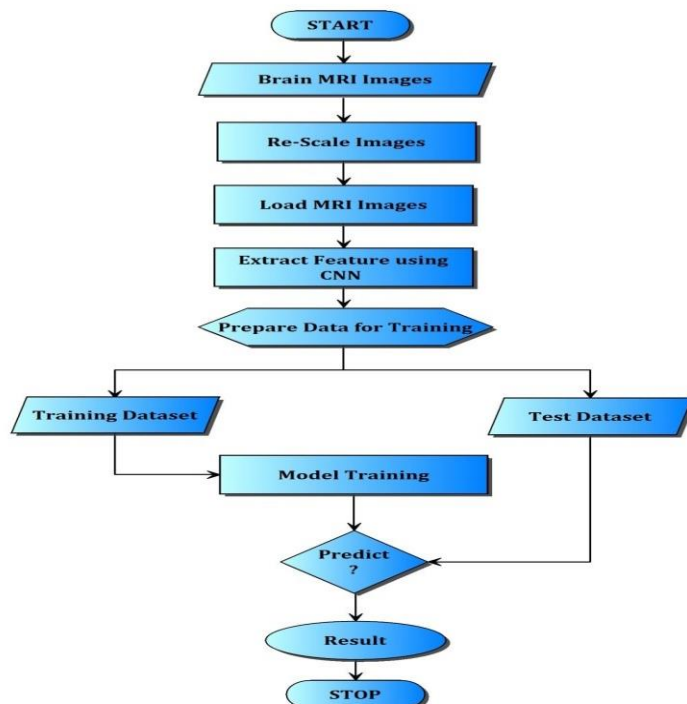 START
Brain MRI Images
Re-Scale Images
Load MRI Images
Extract Feature using
CNN
Prepare Data for Training
Training Dataset
Test Dataset
Model Training
Predict
?
Result
STOP